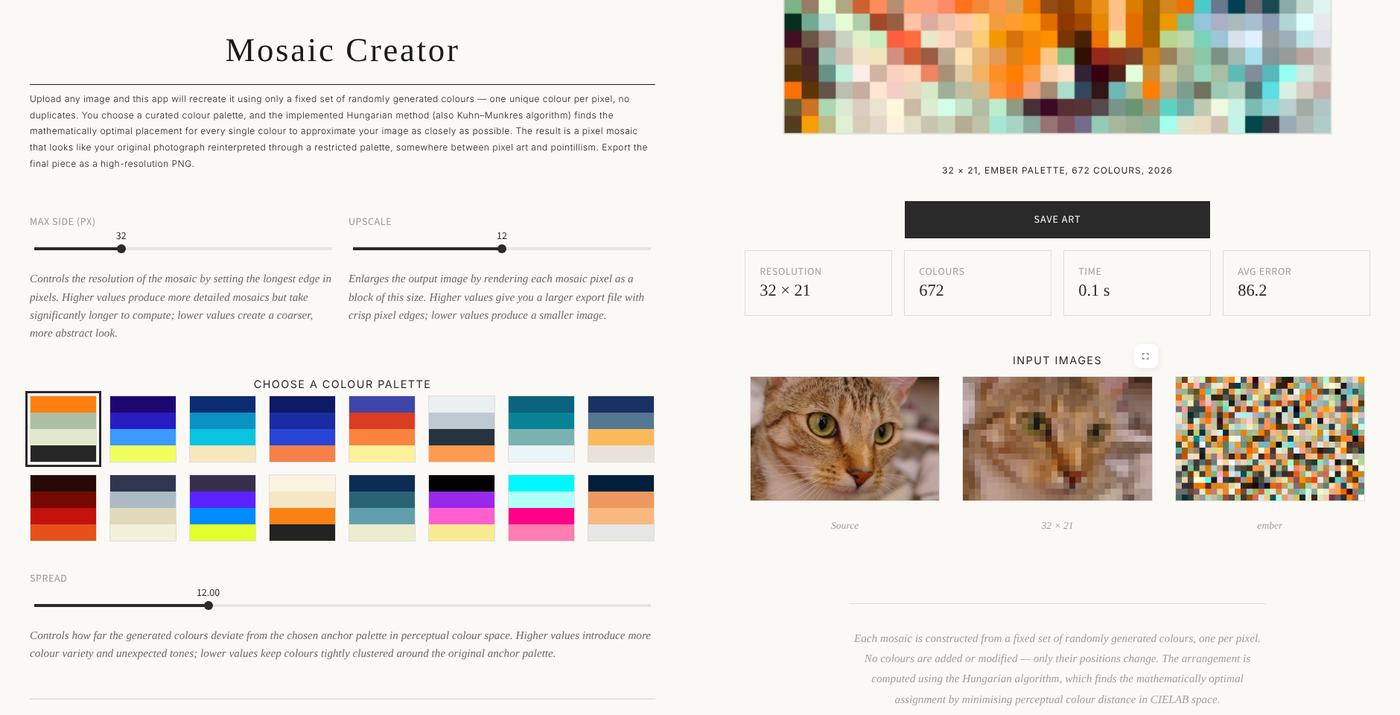 Mosaic Creator
Upload any image and this app will recreate it using only a fixed set of randomly generated colours — one unique colour per pixel, no
duplicates. You choose a curated colour palette, and the implemented Hungarian method (also Kuhn–Munkres algorithm) finds the
mathematically optimal placement for every single colour to approximate your image as closely as possible. The result is a pixel mosaic
that looks like your original photograph reinterpreted through a restricted palette, somewhere between pixel art and pointillism. Export the
final piece as a high-resolution PNG.
MAX SIDE (PX)
32
Controls the resolution of the mosaic by setting the longest edge in
pixels. Higher values produce more detailed mosaics but take
significantly longer to compute; lower values create a coarser,
more abstract look.
UPSCALE
12
Enlarges the output image by rendering each mosaic pixel as a
block of this size. Higher values give you a larger export file with
crisp pixel edges; lower values produce a smaller image.
CHOOSE A COLOUR PALETTE
SPREAD
12.00
Controls how far the generated colours deviate from the chosen anchor palette in perceptual colour space. Higher values introduce more
colour variety and unexpected tones; lower values keep colours tightly clustered around the original anchor palette.
32 × 21, EMBER PALETTE, 672 COLOURS, 2026
SAVE ART
RESOLUTION
32 × 21
COLOURS
672
TIME
0.1 s
AVG ERROR
86.2
INPUT IMAGES
Source
32 × 21
ember
Each mosaic is constructed from a fixed set of randomly generated colours, one per pixel.
No colours are added or modified — only their positions change. The arrangement is
computed using the Hungarian algorithm, which finds the mathematically optimal
assignment by minimising perceptual colour distance in CIELAB space.